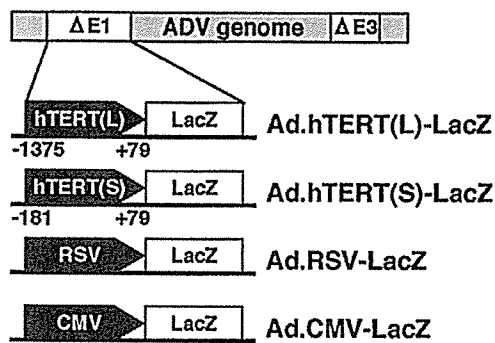 ΔE1 ADV genome ΔE3
hTERT(L) LacZ Ad.hTERT(L)-LacZ
-1375 +79
hTERT(S) LacZ Ad.hTERT(S)-LacZ
-181 +79
RSV LacZ Ad.RSV-LacZ
CMV LacZ Ad.CMV-LacZ